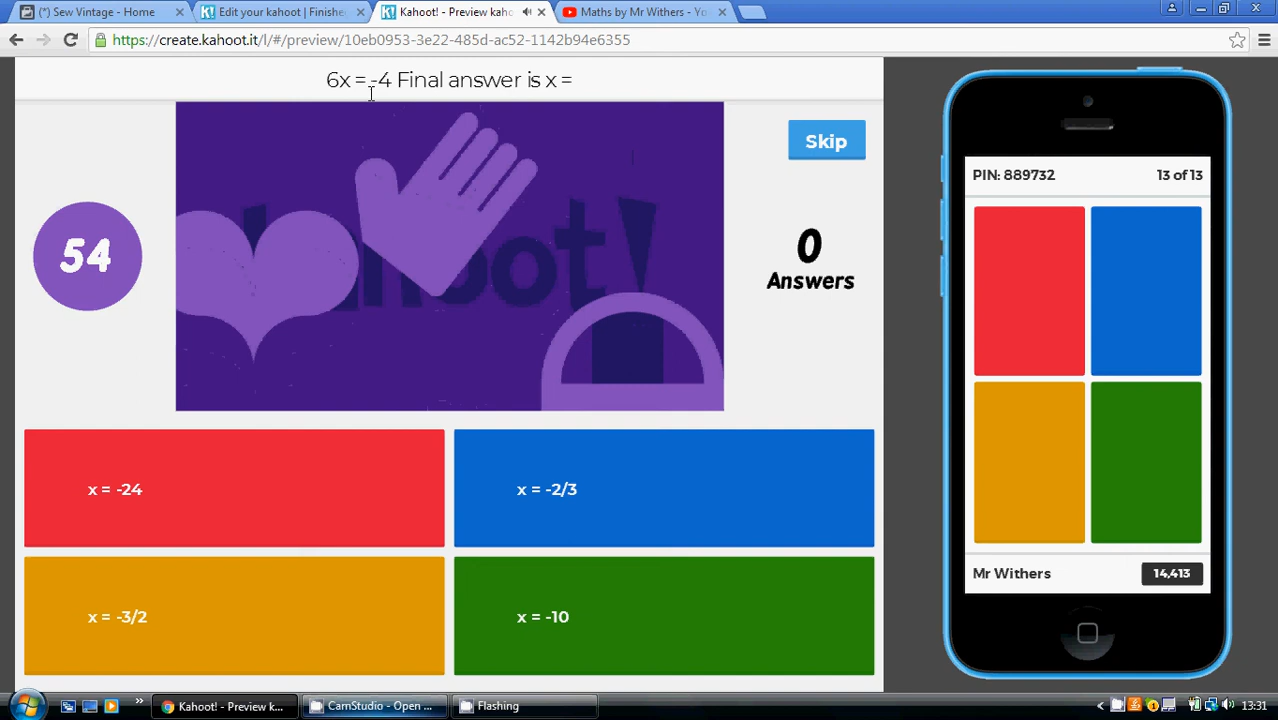 (*) Sew Vintage - Home
Edit your kahoot | Finishe
Kahoot! - Preview kaho
Maths by Mr Withers - Yo
https://create.kahoot.it/l/#/preview/10eb0953-3e22-485d-ac52-1142b94e6355
6x = -4 Final answer is x =
Skip
54
Kahoot!
0
Answers
x = -24
x = -2/3
x = -3/2
x = -10
PIN: 889732
13 of 13
Mr Withers
14,413
Kahoot! - Preview k...
CamStudio - Open ...
Flashing
13:31